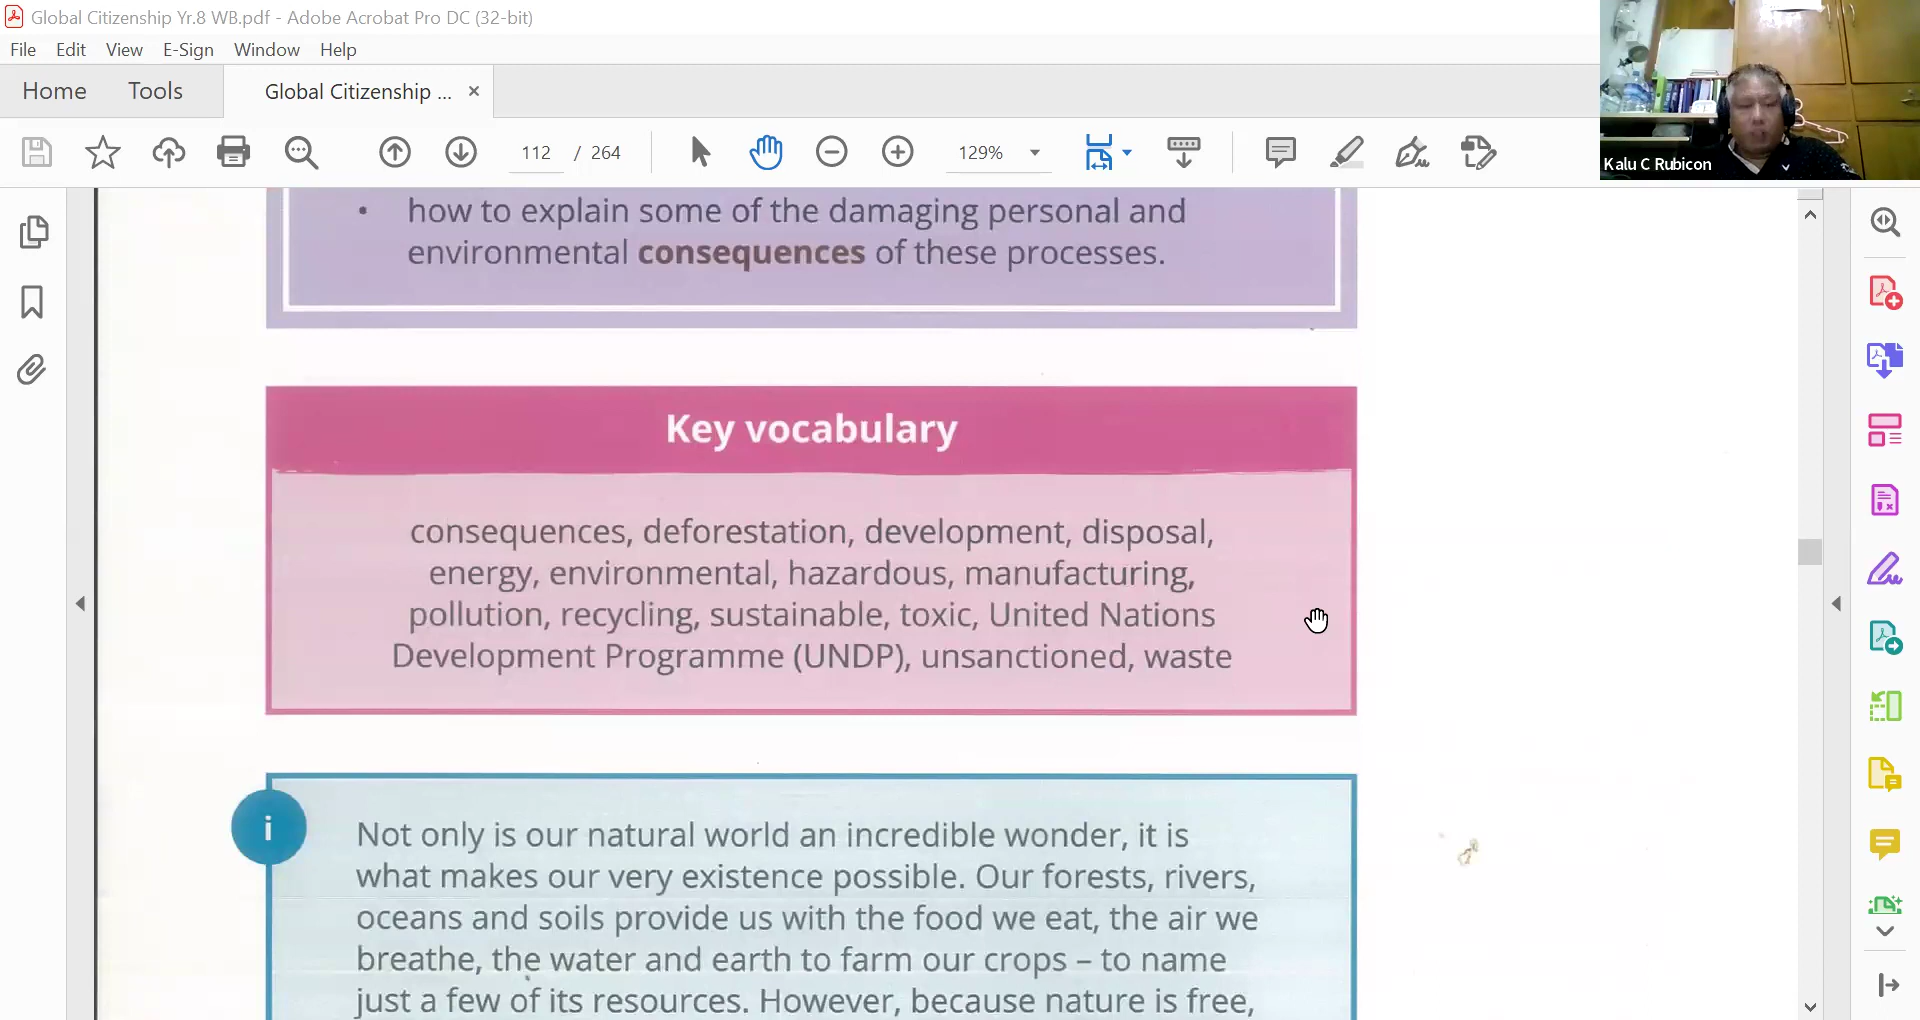 Global Citizenship Yr.8 WB.pdf - Adobe Acrobat Pro DC (32-bit)
File Edit View E-Sign Window Help
Home Tools Global Citizenship ... ×
112 / 264 129%
Kalu C Rubicon
• how to explain some of the damaging personal and
environmental consequences of these processes.
Key vocabulary
consequences, deforestation, development, disposal,
energy, environmental, hazardous, manufacturing,
pollution, recycling, sustainable, toxic, United Nations
Development Programme (UNDP), unsanctioned, waste
i
Not only is our natural world an incredible wonder, it is
what makes our very existence possible. Our forests, rivers,
oceans and soils provide us with the food we eat, the air we
breathe, the water and earth to farm our crops – to name
just a few of its resources. However, because nature is free,